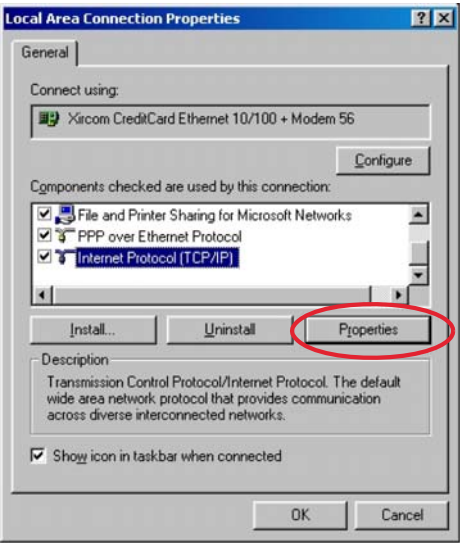 Local Area Connection Properties
General
Connect using:
Xircom CreditCard Ethernet 10/100 + Modem 56
Configure
Components checked are used by this connection:
File and Printer Sharing for Microsoft Networks
PPP over Ethernet Protocol
Internet Protocol (TCP/IP)
Install... Uninstall Properties
Description
Transmission Control Protocol/Internet Protocol. The default
wide area network protocol that provides communication
across diverse interconnected networks.
Show icon in taskbar when connected
OK Cancel